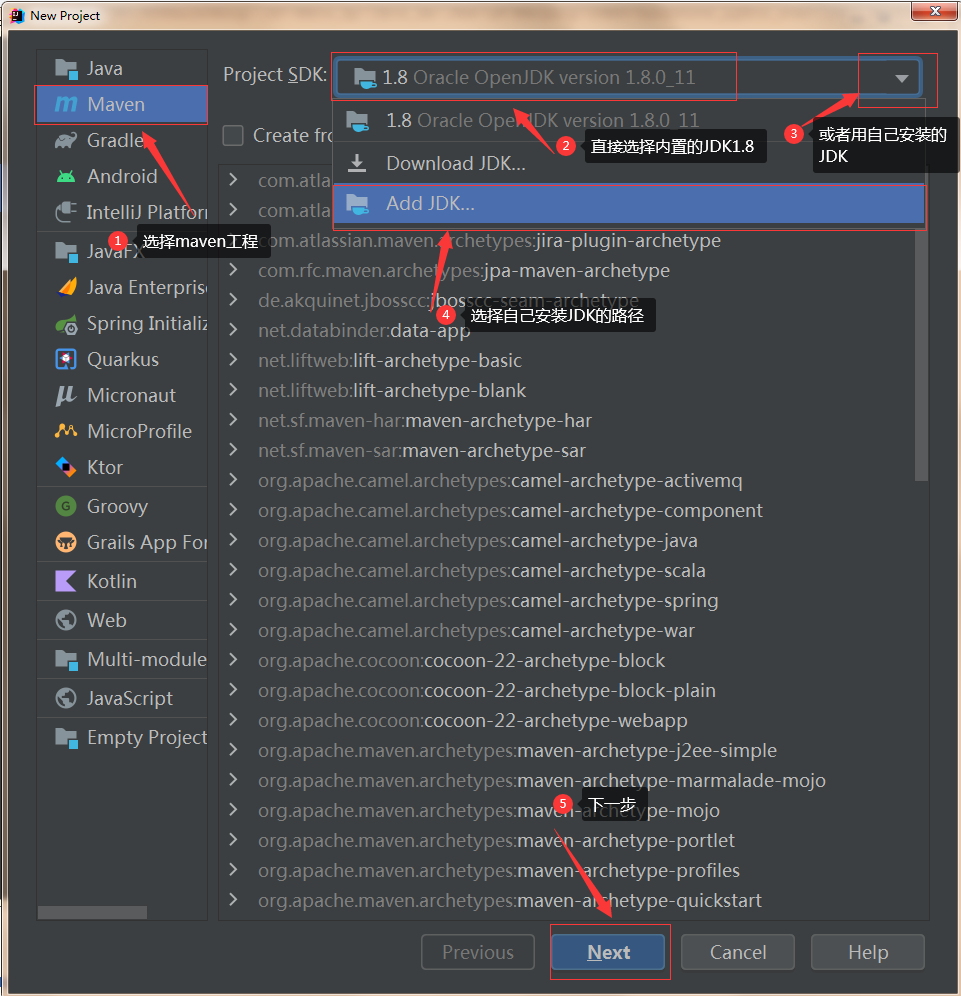 New Project
Java
Maven
Gradle
Android
IntelliJ Platforr
JavaFX
Java Enterpris
Spring Initializ
Quarkus
Micronaut
MicroProfile
Ktor
Groovy
Grails App For
Kotlin
Web
Multi-module
JavaScript
Empty Project
1 选择maven工程
Project SDK:
1.8 Oracle OpenJDK version 1.8.0_11
1.8 Oracle OpenJDK version 1.8.0_11
Download JDK...
Add JDK...
2 直接选择内置的JDK1.8
3 或者用自己安装的
JDK
4 选择自己安装JDK的路径
Create fro
com.atla
com.atla
com.atlassian.maven.archetypes:jira-plugin-archetype
com.rfc.maven.archetypes:jpa-maven-archetype
de.akquinet.jbosscc:jbosscc-seam-archetype
net.databinder:data-app
net.liftweb:lift-archetype-basic
net.liftweb:lift-archetype-blank
net.sf.maven-har:maven-archetype-har
net.sf.maven-sar:maven-archetype-sar
org.apache.camel.archetypes:camel-archetype-activemq
org.apache.camel.archetypes:camel-archetype-component
org.apache.camel.archetypes:camel-archetype-java
org.apache.camel.archetypes:camel-archetype-scala
org.apache.camel.archetypes:camel-archetype-spring
org.apache.camel.archetypes:camel-archetype-war
org.apache.cocoon:cocoon-22-archetype-block
org.apache.cocoon:cocoon-22-archetype-block-plain
org.apache.cocoon:cocoon-22-archetype-webapp
org.apache.maven.archetypes:maven-archetype-j2ee-simple
org.apache.maven.archetypes:maven-archetype-marmalade-mojo
org.apache.maven.archetypes:maven-archetype-mojo
org.apache.maven.archetypes:maven-archetype-portlet
org.apache.maven.archetypes:maven-archetype-profiles
org.apache.maven.archetypes:maven-archetype-quickstart
5 下一步
Previous
Next
Cancel
Help